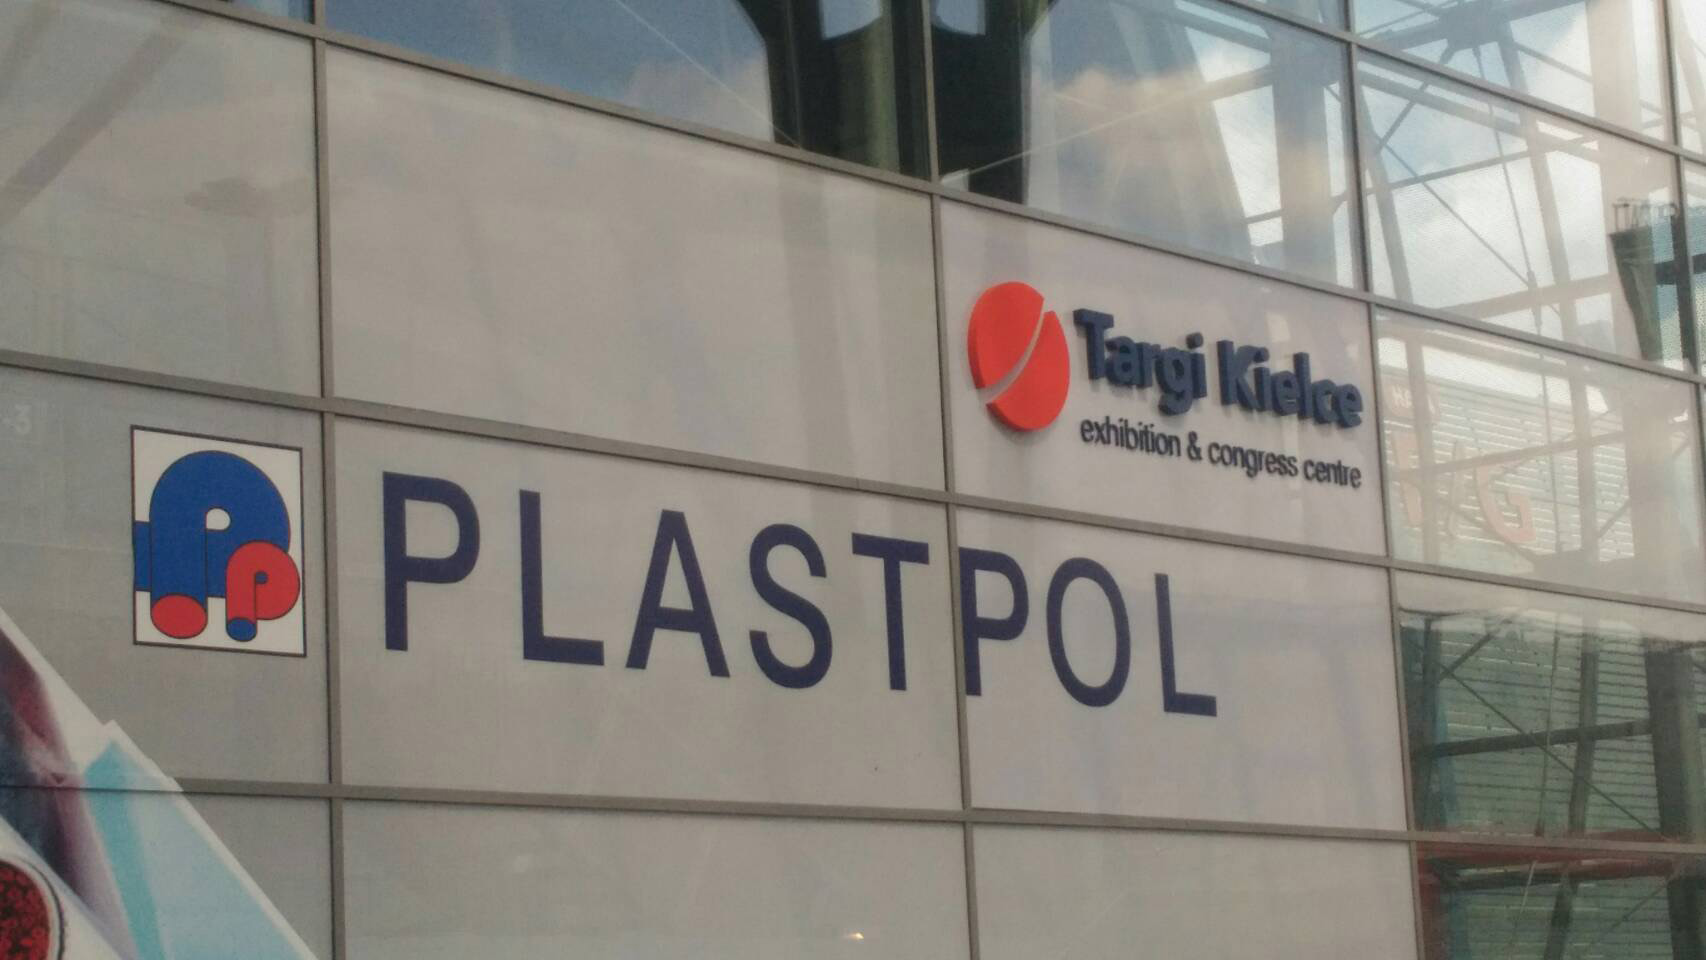 Targi Kielce
exhibition & congress centre
PLASTPOL